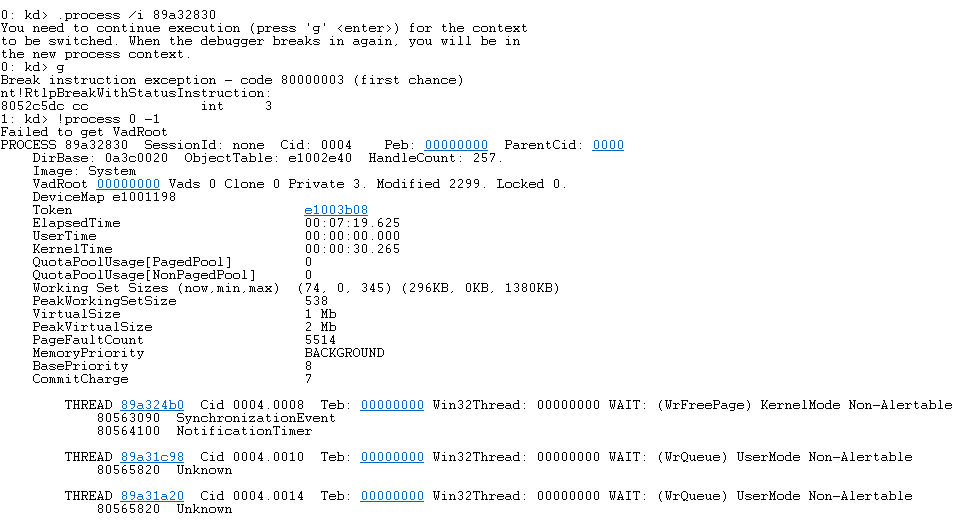 0: kd> .process /i 89a32830
You need to continue execution (press 'g' <enter>) for the context
to be switched. When the debugger breaks in again, you will be in
the new process context.
0: kd> g
Break instruction exception - code 80000003 (first chance)
nt!RtlpBreakWithStatusInstruction:
8052c5dc cc              int     3
1: kd> !process 0 -1
Failed to get VadRoot
PROCESS 89a32830  SessionId: none  Cid: 0004    Peb: 00000000  ParentCid: 0000
    DirBase: 0a3c0020  ObjectTable: e1002e40  HandleCount: 257.
    Image: System
    VadRoot 00000000 Vads 0 Clone 0 Private 3. Modified 2299. Locked 0.
    DeviceMap e1001198
    Token                             e1003b08
    ElapsedTime                       00:07:19.625
    UserTime                          00:00:00.000
    KernelTime                        00:00:30.265
    QuotaPoolUsage[PagedPool]         0
    QuotaPoolUsage[NonPagedPool]      0
    Working Set Sizes (now,min,max)  (74, 0, 345) (296KB, 0KB, 1380KB)
    PeakWorkingSetSize                538
    VirtualSize                       1 Mb
    PeakVirtualSize                   2 Mb
    PageFaultCount                    5514
    MemoryPriority                    BACKGROUND
    BasePriority                      8
    CommitCharge                      7
        THREAD 89a324b0  Cid 0004.0008  Teb: 00000000 Win32Thread: 00000000 WAIT: (WrFreePage) KernelMode Non-Alertable
            80563090  SynchronizationEvent
            80564100  NotificationTimer
        THREAD 89a31c98  Cid 0004.0010  Teb: 00000000 Win32Thread: 00000000 WAIT: (WrQueue) UserMode Non-Alertable
            80565820  Unknown
        THREAD 89a31a20  Cid 0004.0014  Teb: 00000000 Win32Thread: 00000000 WAIT: (WrQueue) UserMode Non-Alertable
            80565820  Unknown